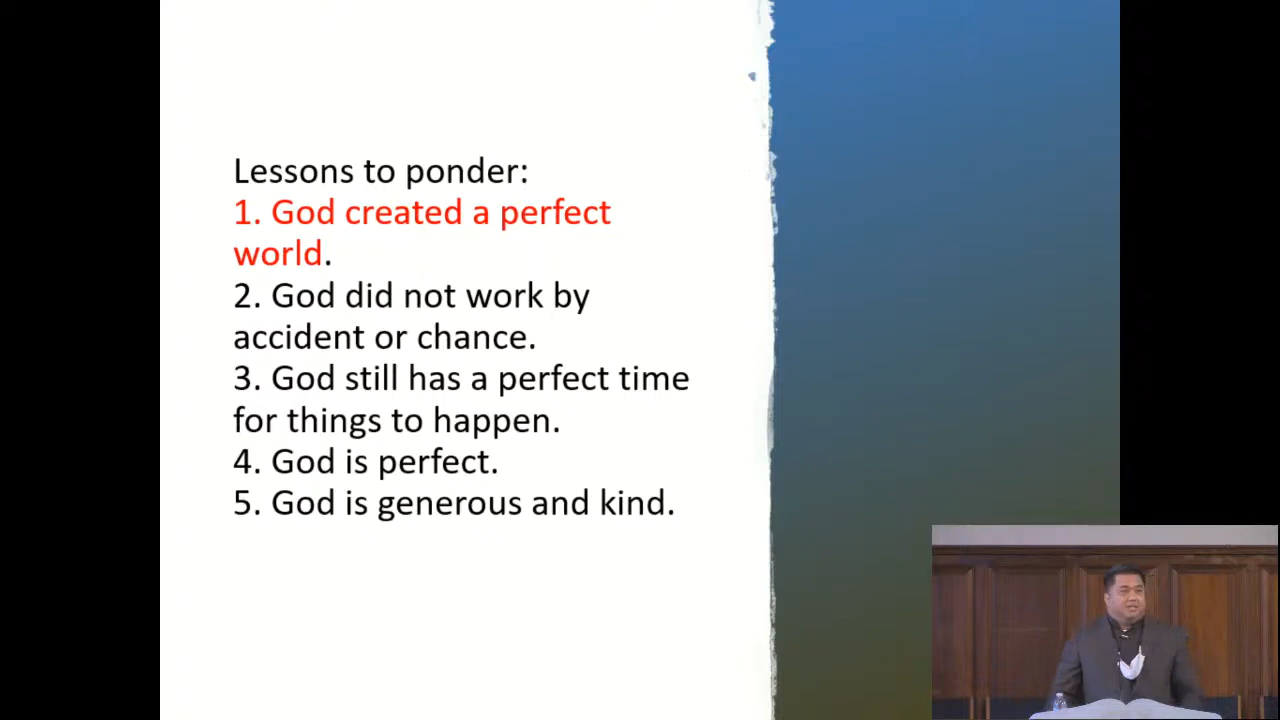 Lessons to ponder:
1. God created a perfect
world.
2. God did not work by
accident or chance.
3. God still has a perfect time
for things to happen.
4. God is perfect.
5. God is generous and kind.